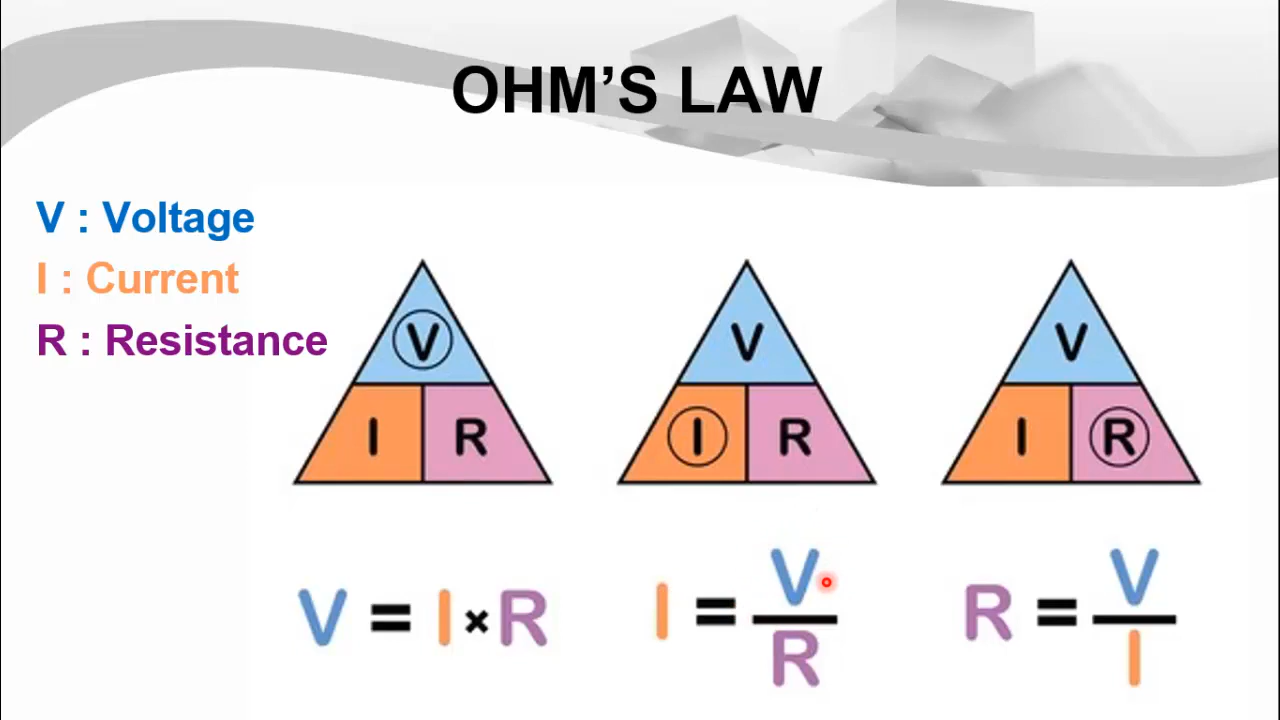 OHM’S LAW
V : Voltage
I : Current
R : Resistance
V
I R
V
I R
V
I R
V = I × R
I = V / R
R = V / I